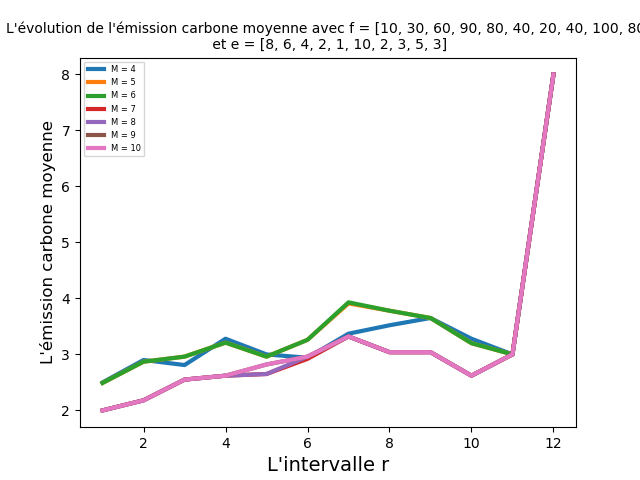 L'évolution de l'émission carbone moyenne avec f = [10, 30, 60, 90, 80, 40, 20, 40, 100, 80
et e = [8, 6, 4, 2, 1, 10, 2, 3, 5, 3]
8
7
6
5
4
3
2
L'émission carbone moyenne
M = 4
M = 5
M = 6
M = 7
M = 8
M = 9
M = 10
2 4 6 8 10 12
L'intervalle r